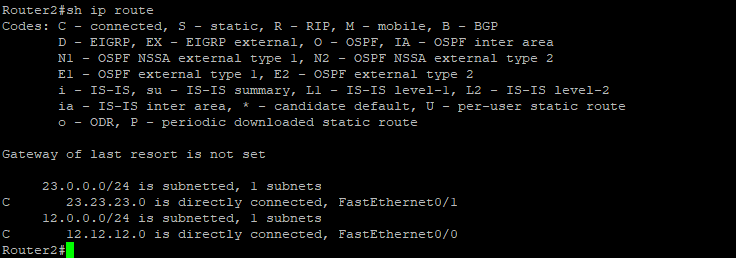 Router2#sh ip route
Codes: C - connected, S - static, R - RIP, M - mobile, B - BGP
       D - EIGRP, EX - EIGRP external, O - OSPF, IA - OSPF inter area
       N1 - OSPF NSSA external type 1, N2 - OSPF NSSA external type 2
       E1 - OSPF external type 1, E2 - OSPF external type 2
       i - IS-IS, su - IS-IS summary, L1 - IS-IS level-1, L2 - IS-IS level-2
       ia - IS-IS inter area, * - candidate default, U - per-user static route
       o - ODR, P - periodic downloaded static route
Gateway of last resort is not set
     23.0.0.0/24 is subnetted, 1 subnets
C       23.23.23.0 is directly connected, FastEthernet0/1
     12.0.0.0/24 is subnetted, 1 subnets
C       12.12.12.0 is directly connected, FastEthernet0/0
Router2#